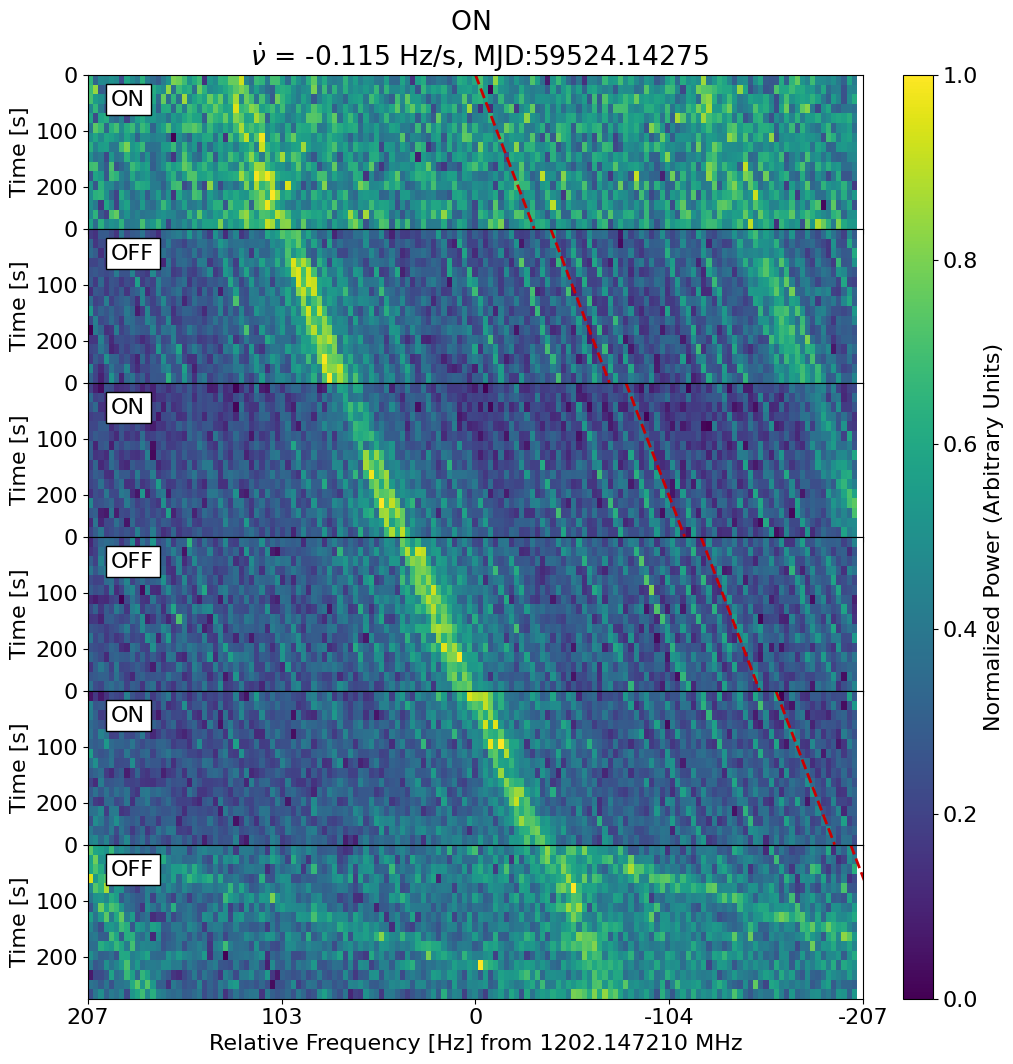 ON
ν̇ = -0.115 Hz/s, MJD:59524.14275
0
100
200
Time [s]
ON
0
100
200
Time [s]
OFF
0
100
200
Time [s]
ON
0
100
200
Time [s]
OFF
0
100
200
Time [s]
ON
0
100
200
Time [s]
OFF
207
103
0
-104
-207
Relative Frequency [Hz] from 1202.147210 MHz
1.0
0.8
0.6
0.4
0.2
0.0
Normalized Power (Arbitrary Units)